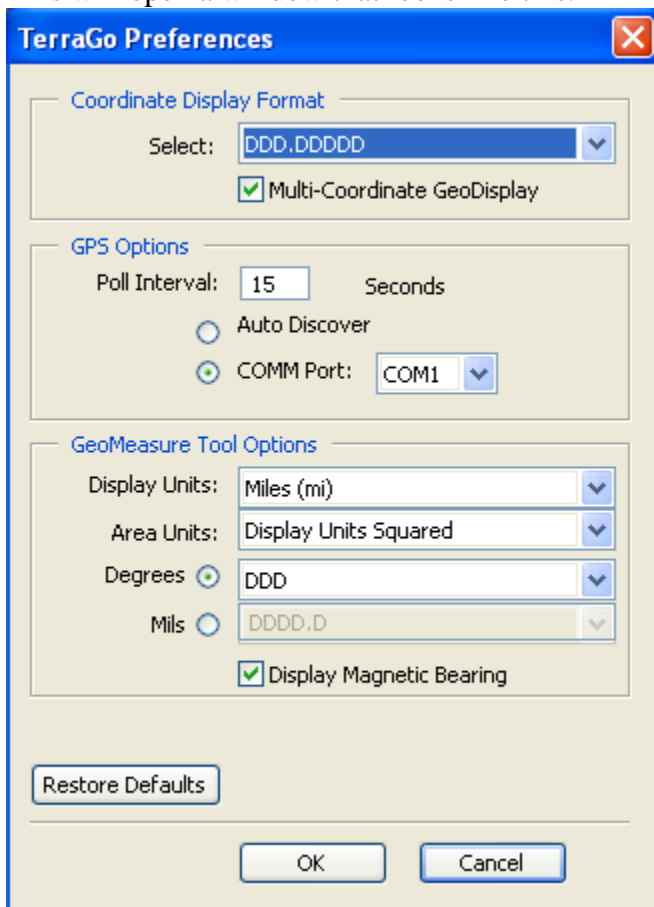 TerraGo Preferences
Coordinate Display Format
Select: DDD.DDDDD
Multi-Coordinate GeoDisplay
GPS Options
Poll Interval: 15 Seconds
Auto Discover
COMM Port: COM1
GeoMeasure Tool Options
Display Units: Miles (mi)
Area Units: Display Units Squared
Degrees DDD
Mils DDDD.D
Display Magnetic Bearing
Restore Defaults
OK Cancel